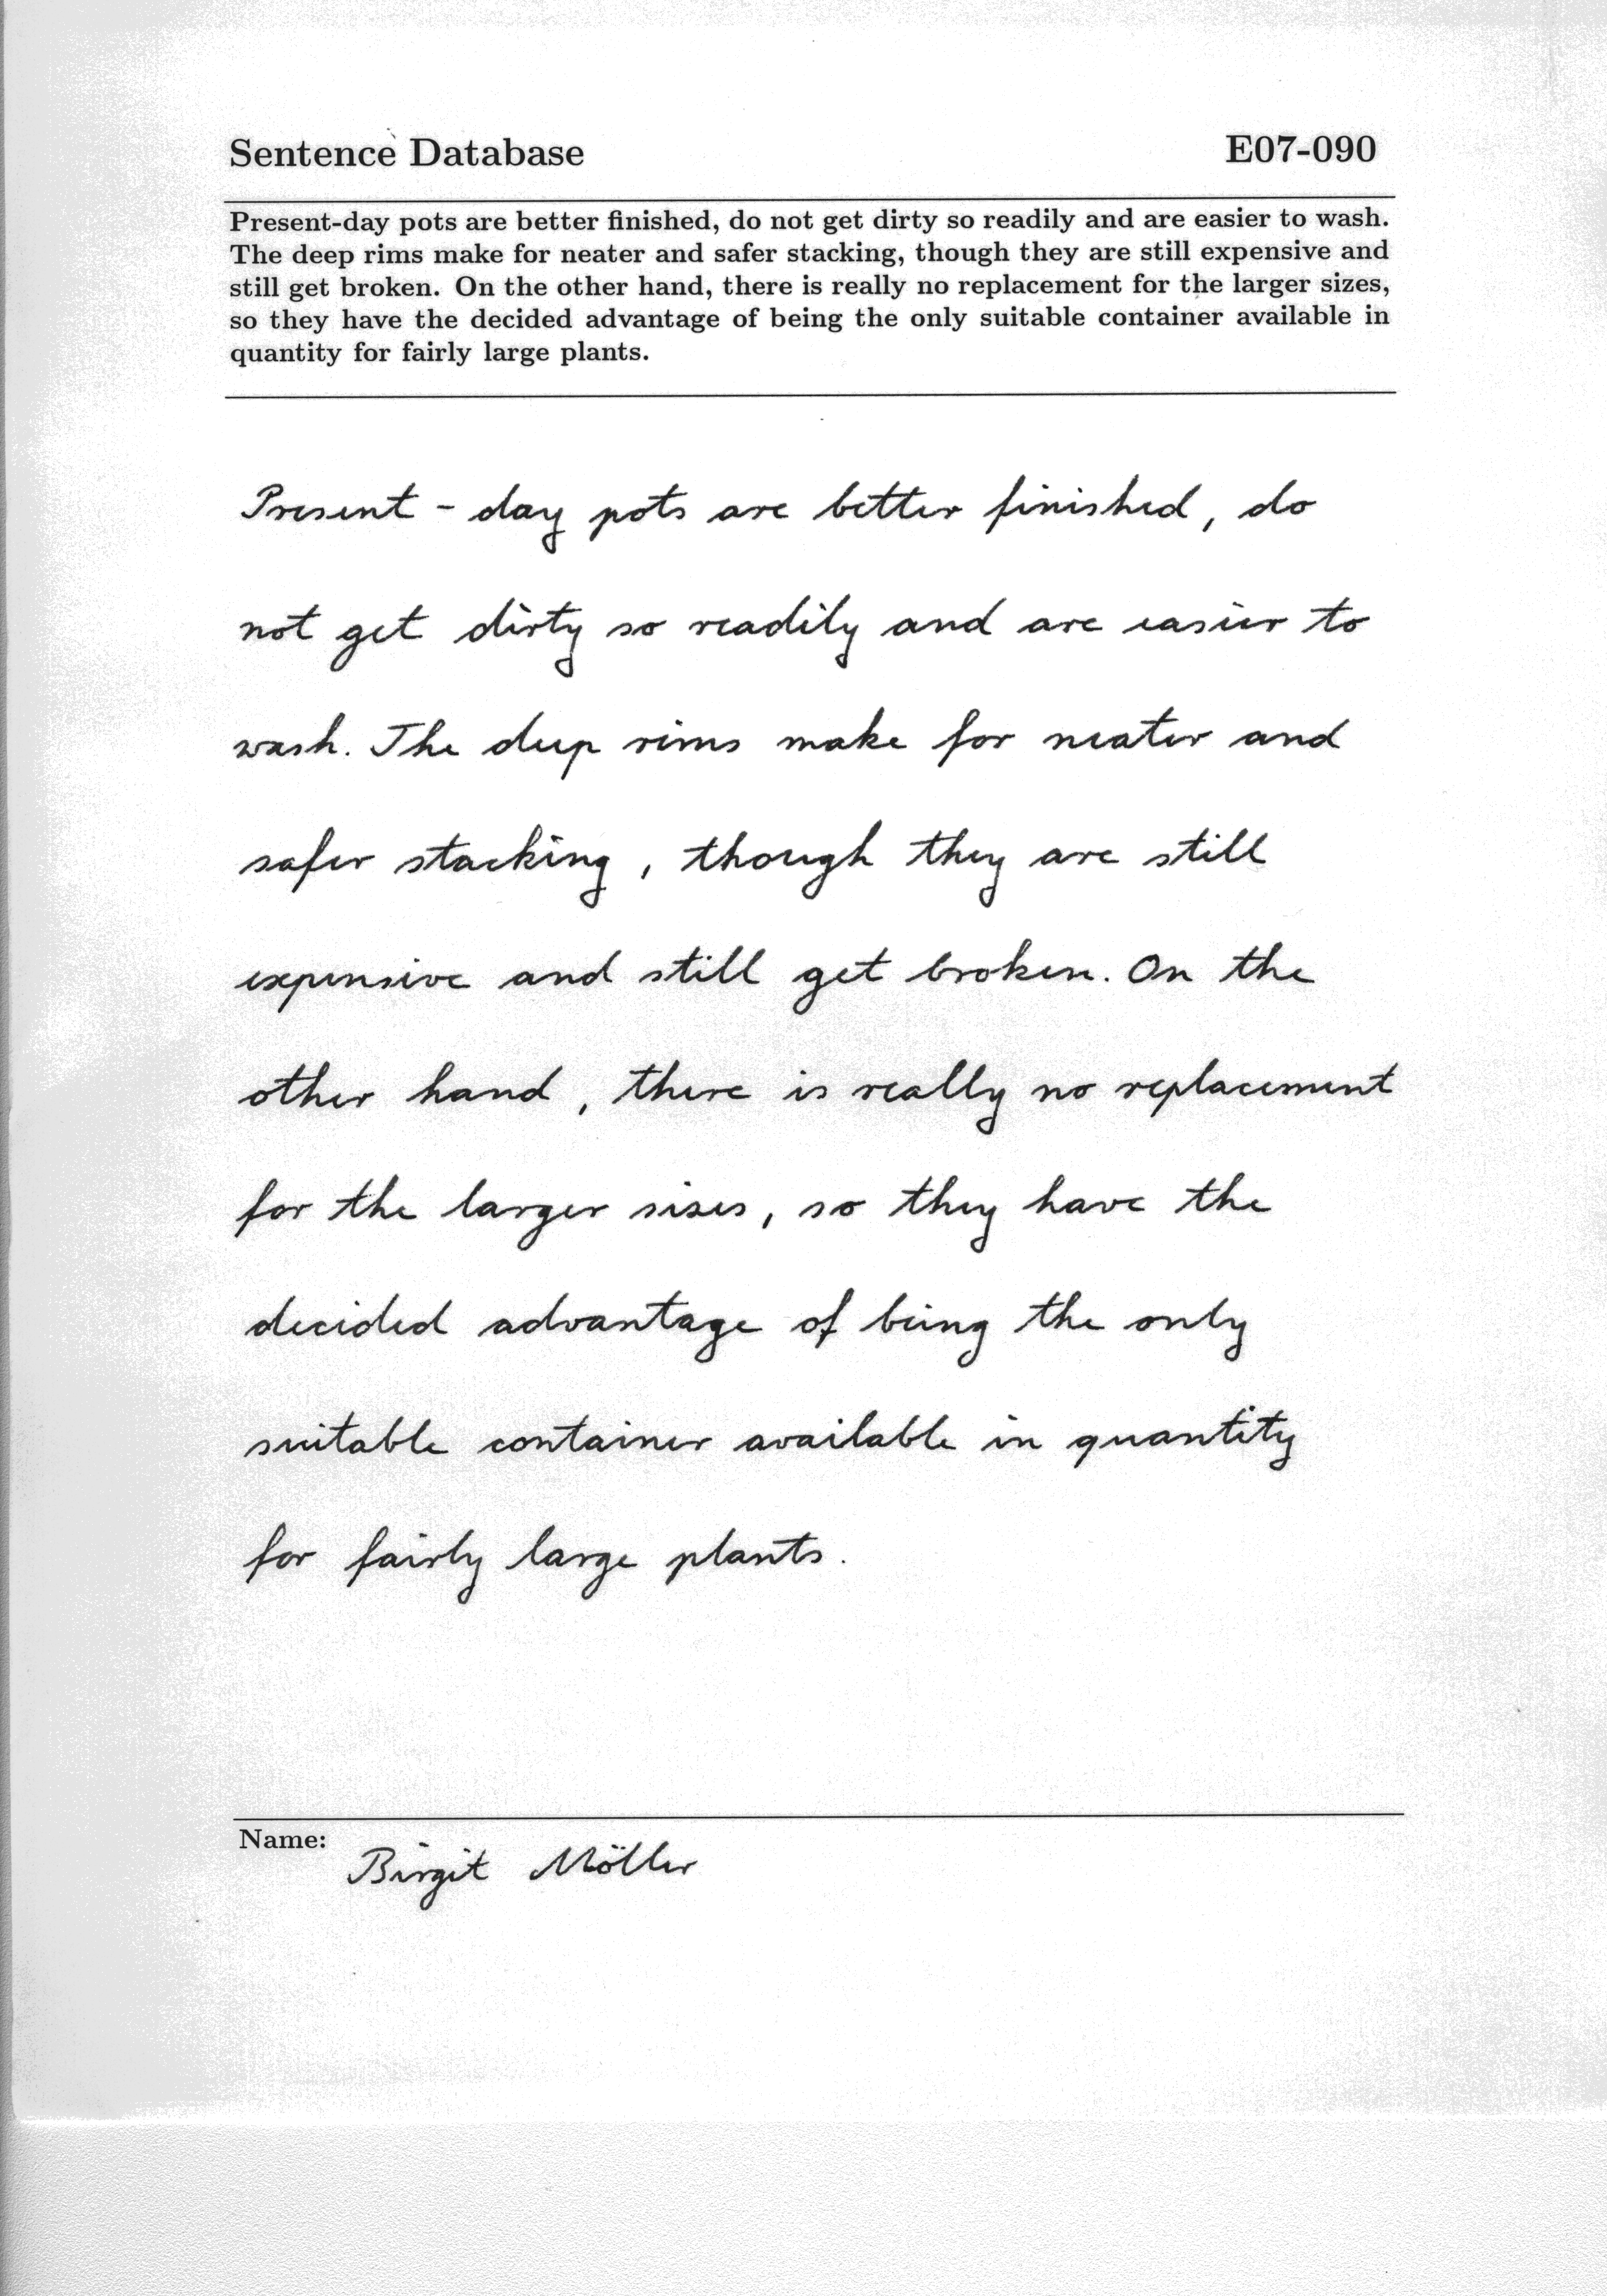 Sentence Database E07-090
Present-day pots are better finished, do not get dirty so readily and are easier to wash.
The deep rims make for neater and safer stacking, though they are still expensive and
still get broken. On the other hand, there is really no replacement for the larger sizes,
so they have the decided advantage of being the only suitable container available in
quantity for fairly large plants.
Present - day pots are better finished, do
not get dirty so readily and are easier to
wash. The deep rims make for neater and
safer stacking, though they are still
expensive and still get broken. On the
other hand, there is really no replacement
for the larger sises, so they have the
decided advantage of being the only
suitable container available in quantity
for fairly large plants.
Name: Birgit Möller